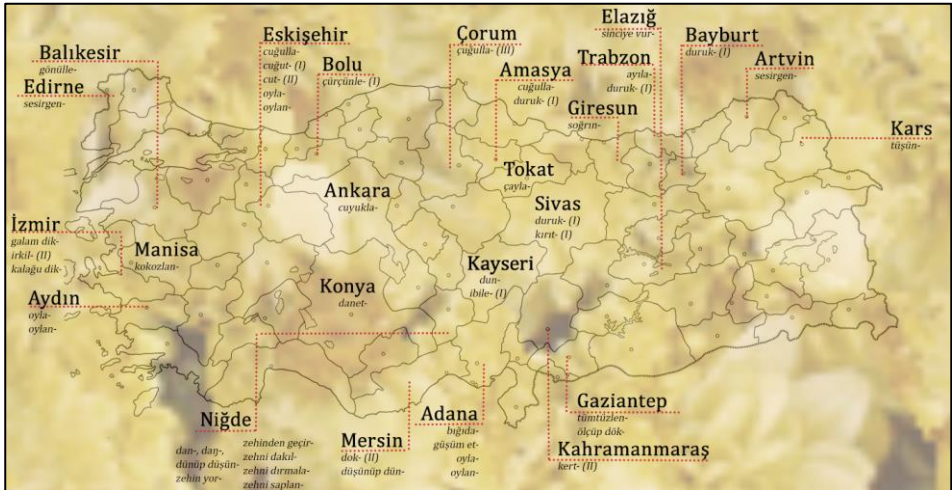 Balıkesir
gönülle-
Edirne
sesirgen-
Eskişehir
cuğulla-
cuğut- (I)
cut- (II)
oyla-
oylan-
Bolu
çürçünle- (I)
Çorum
çuğulla- (III)
Amasya
cuğulla-
duruk- (I)
Elazığ
sinciye vur-
Trabzon
ayıla-
duruk- (I)
Giresun
soğrın-
Bayburt
duruk- (I)
Artvin
sesirgen-
Kars
tüşün-
Ankara
cuyukla-
Tokat
çayla-
Sivas
duruk- (I)
kırıt- (I)
İzmir
galam dik-
irkil- (II)
kalağu dik-
Manisa
kokozlan-
Kayseri
dun-
ibile- (I)
Konya
danet-
Aydın
oyla-
oylan-
Niğde
dan-, daŋ-,
dünüp düşün-
zehin yor-
zehinden geçir-
zehni dakıl-
zehni dırmala-
zehni saplan-
Mersin
dok- (II)
düşünüp dün-
Adana
bığıda-
güşüm et-
oyla-
oylan-
Gaziantep
tümtüzlen-
ölçüp dök-
Kahramanmaraş
kert- (II)